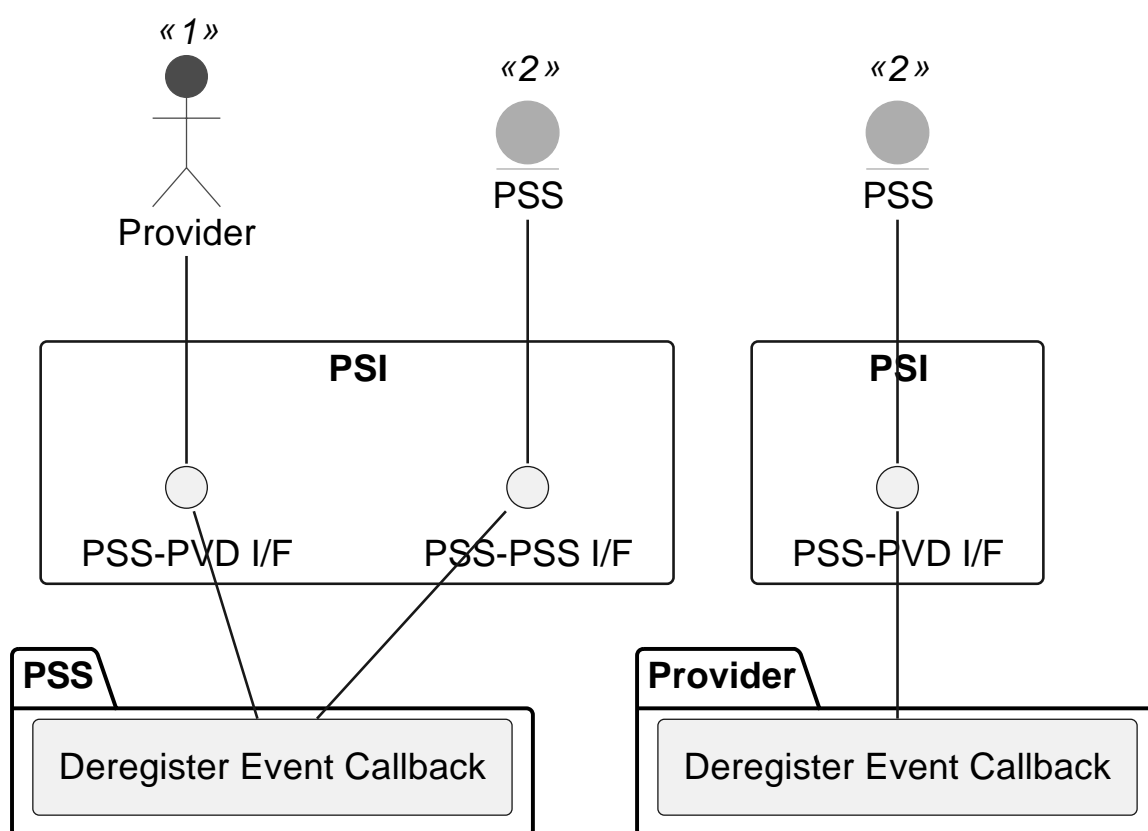 «1»
«2»
«2»
PSS
PSS
Provider
PSI
PSI
PSS-PVD I/F
PSS-PSS I/F
PSS-PVD I/F
PSS
Provider
Deregister Event Callback
Deregister Event Callback